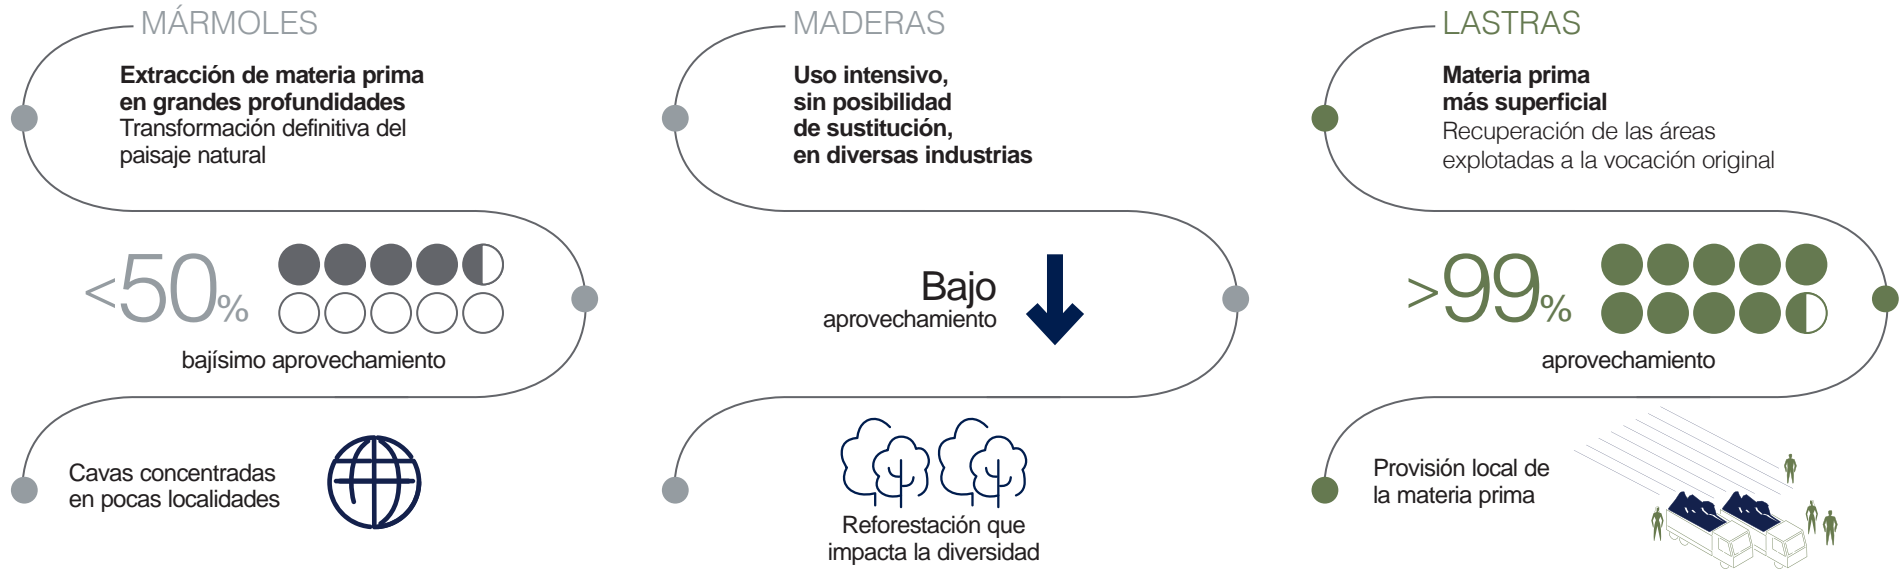 MÁRMOLES
Extracción de materia prima
en grandes profundidades
Transformación definitiva del
paisaje natural
<50%
bajísimo aprovechamiento
Cavas concentradas
en pocas localidades
MADERAS
Uso intensivo,
sin posibilidad
de sustitución,
en diversas industrias
Bajo
aprovechamiento
Reforestación que
impacta la diversidad
LASTRAS
Materia prima
más superficial
Recuperación de las áreas
explotadas a la vocación original
>99%
aprovechamiento
Provisión local de
la materia prima